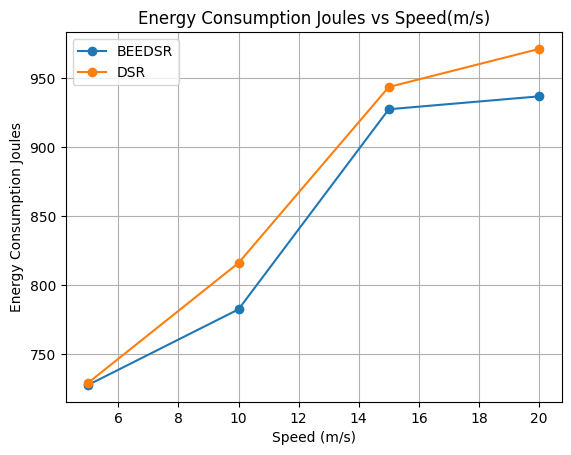 Energy Consumption Joules vs Speed(m/s)
BEEDSR
DSR
950
900
850
800
750
Energy Consumption Joules
6 8 10 12 14 16 18 20
Speed (m/s)